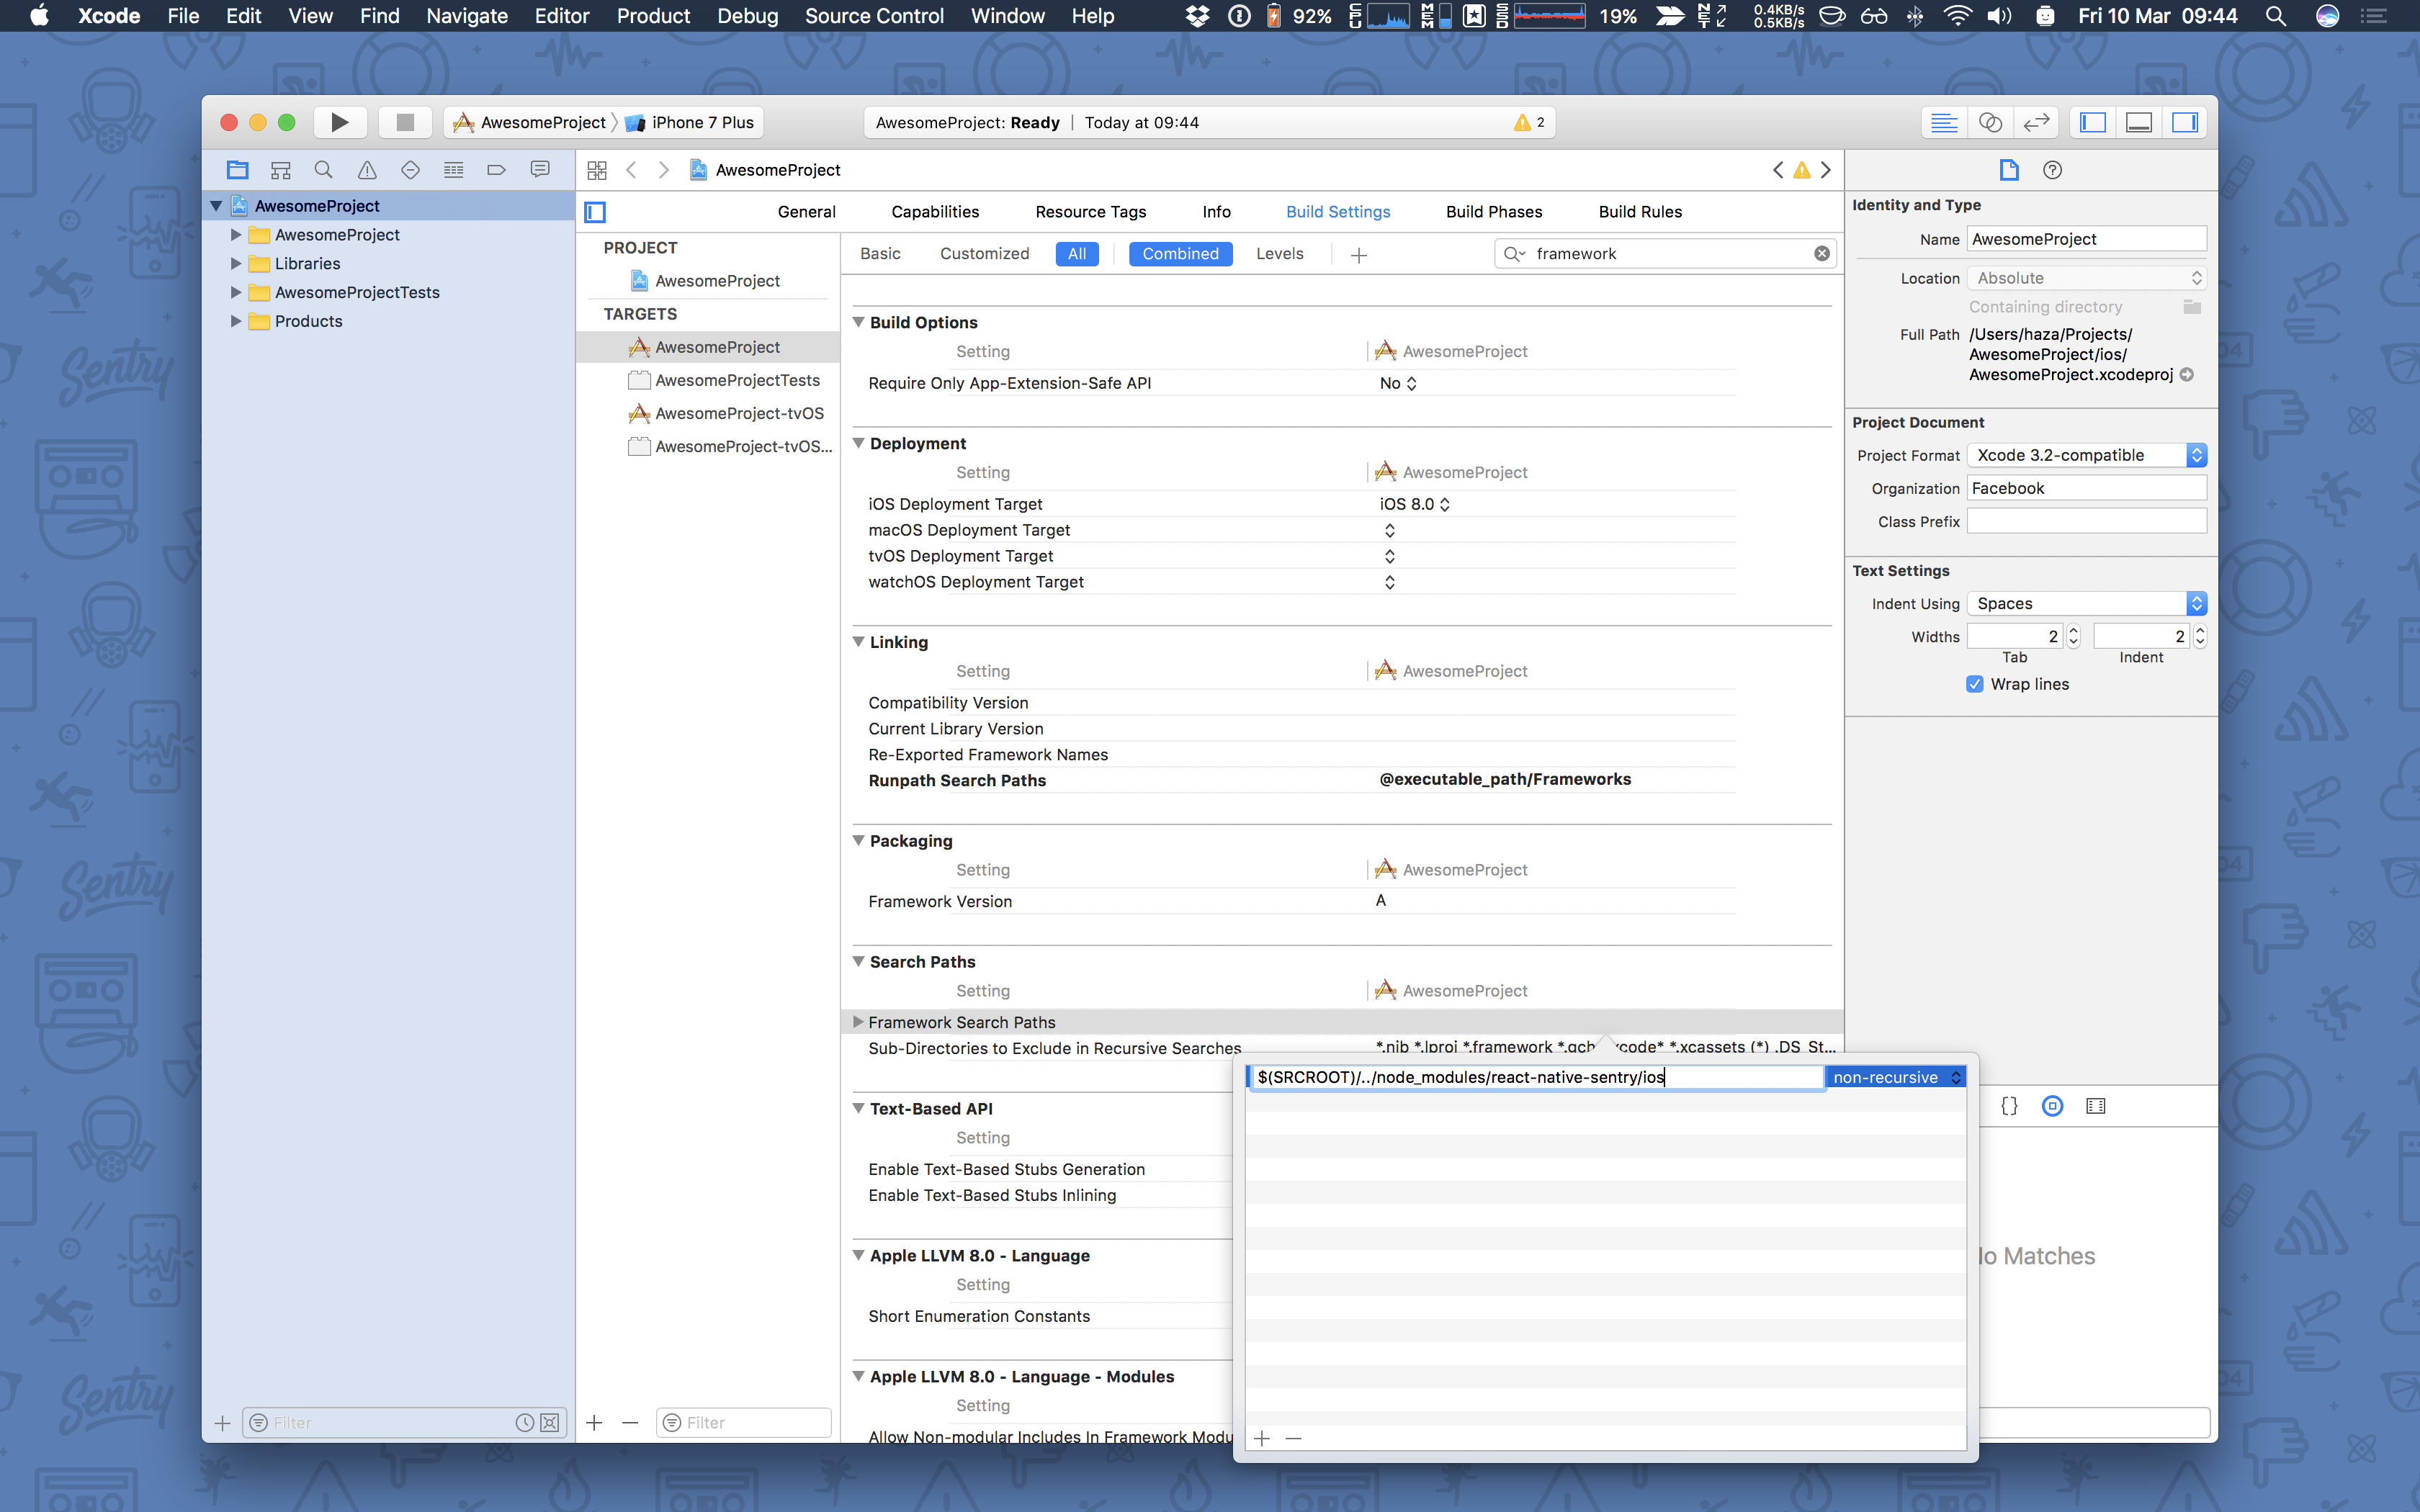 Xcode File Edit View Find Navigate Editor Product Debug Source Control Window Help 92% CPU MEM SSD 19% NET 0.4KB/s 0.5KB/s Fri 10 Mar 09:44
AwesomeProject iPhone 7 Plus AwesomeProject: Ready | Today at 09:44 2
AwesomeProject
General Capabilities Resource Tags Info Build Settings Build Phases Build Rules
Basic Customized All Combined Levels framework
AwesomeProject
AwesomeProject
Libraries
AwesomeProjectTests
Products
Filter
PROJECT
AwesomeProject
TARGETS
AwesomeProject
AwesomeProjectTests
AwesomeProject-tvOS
AwesomeProject-tvOS...
Filter
Build Options
Setting AwesomeProject
Require Only App-Extension-Safe API No
Deployment
Setting AwesomeProject
iOS Deployment Target iOS 8.0
macOS Deployment Target
tvOS Deployment Target
watchOS Deployment Target
Linking
Setting AwesomeProject
Compatibility Version
Current Library Version
Re-Exported Framework Names
Runpath Search Paths @executable_path/Frameworks
Packaging
Setting AwesomeProject
Framework Version A
Search Paths
Setting AwesomeProject
Framework Search Paths
Sub-Directories to Exclude in Recursive Searches *.nib *.lproj *.framework *.gch xcode* *.xcassets (*) .DS_St...
$(SRCROOT)/../node_modules/react-native-sentry/ios non-recursive
Text-Based API
Setting
Enable Text-Based Stubs Generation
Enable Text-Based Stubs Inlining
Apple LLVM 8.0 - Language
Setting
Short Enumeration Constants
Apple LLVM 8.0 - Language - Modules
Setting
Allow Non-modular Includes In Framework Modu
Identity and Type
Name AwesomeProject
Location Absolute
Containing directory
Full Path /Users/haza/Projects/
AwesomeProject/ios/
AwesomeProject.xcodeproj
Project Document
Project Format Xcode 3.2-compatible
Organization Facebook
Class Prefix
Text Settings
Indent Using Spaces
Widths 2 2
Tab Indent
Wrap lines
{}
No Matches
Sentry
Sentry
Sentry